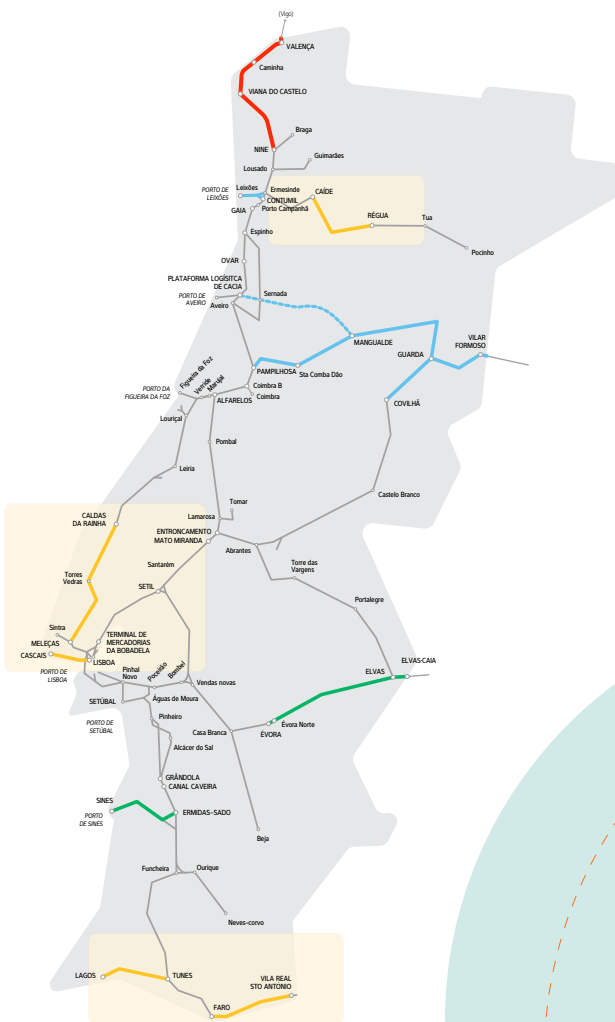 (Vigo)
VALENÇA
Caminha
VIANA DO CASTELO
Braga
NINE
Guimarães
Lousado
PORTO DE
LEIXÕES
Leixões
Ermesinde
CONTUMIL
CAÍDE
GAIA
Porto Campanhã
RÉGUA
Tua
Espinho
Pocinho
OVAR
PLATAFORMA LOGÍSITCA
DE CACIA
Sernada
PORTO DE
AVEIRO
Aveiro
MANGUALDE
VILAR
FORMOSO
GUARDA
PAMPILHOSA
Sta Comba Dão
Figueira da Foz
Verride
Marujal
PORTO DA
FIGUEIRA DA FOZ
Coimbra B
Coimbra
ALFARELOS
COVILHÃ
Louriçal
Pombal
Leiria
Castelo Branco
Tomar
CALDAS
DA RAINHA
Lamarosa
ENTRONCAMENTO
MATO MIRANDA
Abrantes
Santarém
Torre das
Vargens
Torres
Vedras
SETIL
Portalegre
Sintra
MELEÇAS
CASCAIS
TERMINAL DE
MERCADORIAS
DA BOBADELA
LISBOA
ELVAS-CAIA
ELVAS
PORTO DE
LISBOA
Pinhal
Novo
Poceirão
Bombel
Vendas novas
SETÚBAL
Águas de Moura
PORTO DE
SETÚBAL
Pinheiro
Casa Branca
Évora Norte
ÉVORA
Alcácer do Sal
GRÂNDOLA
CANAL CAVEIRA
SINES
PORTO
DE SINES
ERMIDAS-SADO
Beja
Funcheira
Ourique
Neves-corvo
LAGOS
TUNES
VILA REAL
STO ANTÓNIO
FARO